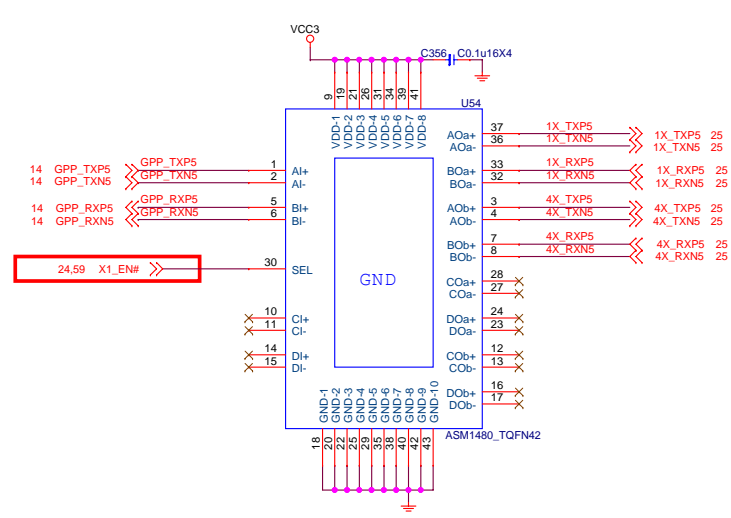 VCC3
C356 C0.1u16X4
9 19 21 26 31 34 39 41
U54
VDD-1 VDD-2 VDD-3 VDD-4 VDD-5 VDD-6 VDD-7 VDD-8
AOa+ 37 1X_TXP5 1X_TXP5 25
AOa- 36 1X_TXN5 1X_TXN5 25
14 GPP_TXP5 GPP_TXP5 1 AI+
14 GPP_TXN5 GPP_TXN5 2 AI-
BOa+ 33 1X_RXP5 1X_RXP5 25
BOa- 32 1X_RXN5 1X_RXN5 25
14 GPP_RXP5 GPP_RXP5 5 BI+
14 GPP_RXN5 GPP_RXN5 6 BI-
AOb+ 3 4X_TXP5 4X_TXP5 25
AOb- 4 4X_TXN5 4X_TXN5 25
BOb+ 7 4X_RXP5 4X_RXP5 25
BOb- 8 4X_RXN5 4X_RXN5 25
24,59 X1_EN# 30 SEL
GND
COa+ 28
COa- 27
10 CI+
11 CI-
DOa+ 24
DOa- 23
14 DI+
15 DI-
COb+ 12
COb- 13
DOb+ 16
DOb- 17
GND-1 GND-2 GND-3 GND-4 GND-5 GND-6 GND-7 GND-8 GND-9 GND-10
18 20 22 25 29 35 38 40 42 43
ASM1480_TQFN42